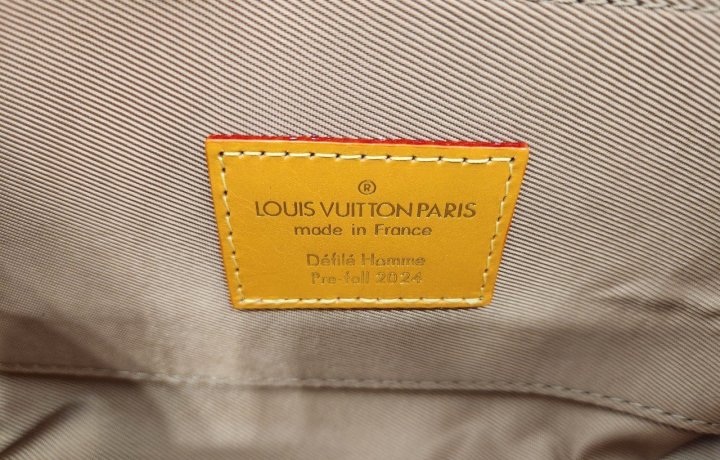 ®
LOUIS VUITTON PARIS
made in France
Défilé Homme
Pre-fall 2024